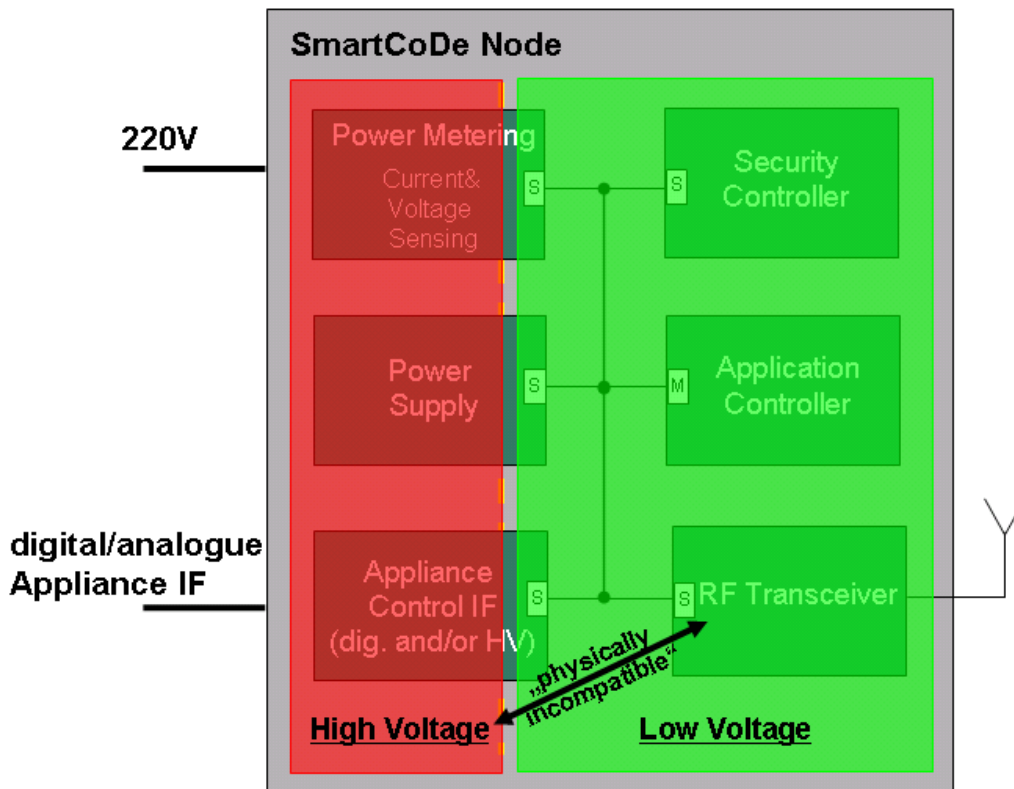 SmartCoDe Node
220V
Power Metering
Current&
Voltage
Sensing
S
S
Security
Controller
Power
Supply
S
M
Application
Controller
digital/analogue
Appliance IF
Appliance
Control IF
(dig. and/or HV)
S
S
RF Transceiver
„physically
incompatible“
High Voltage
Low Voltage